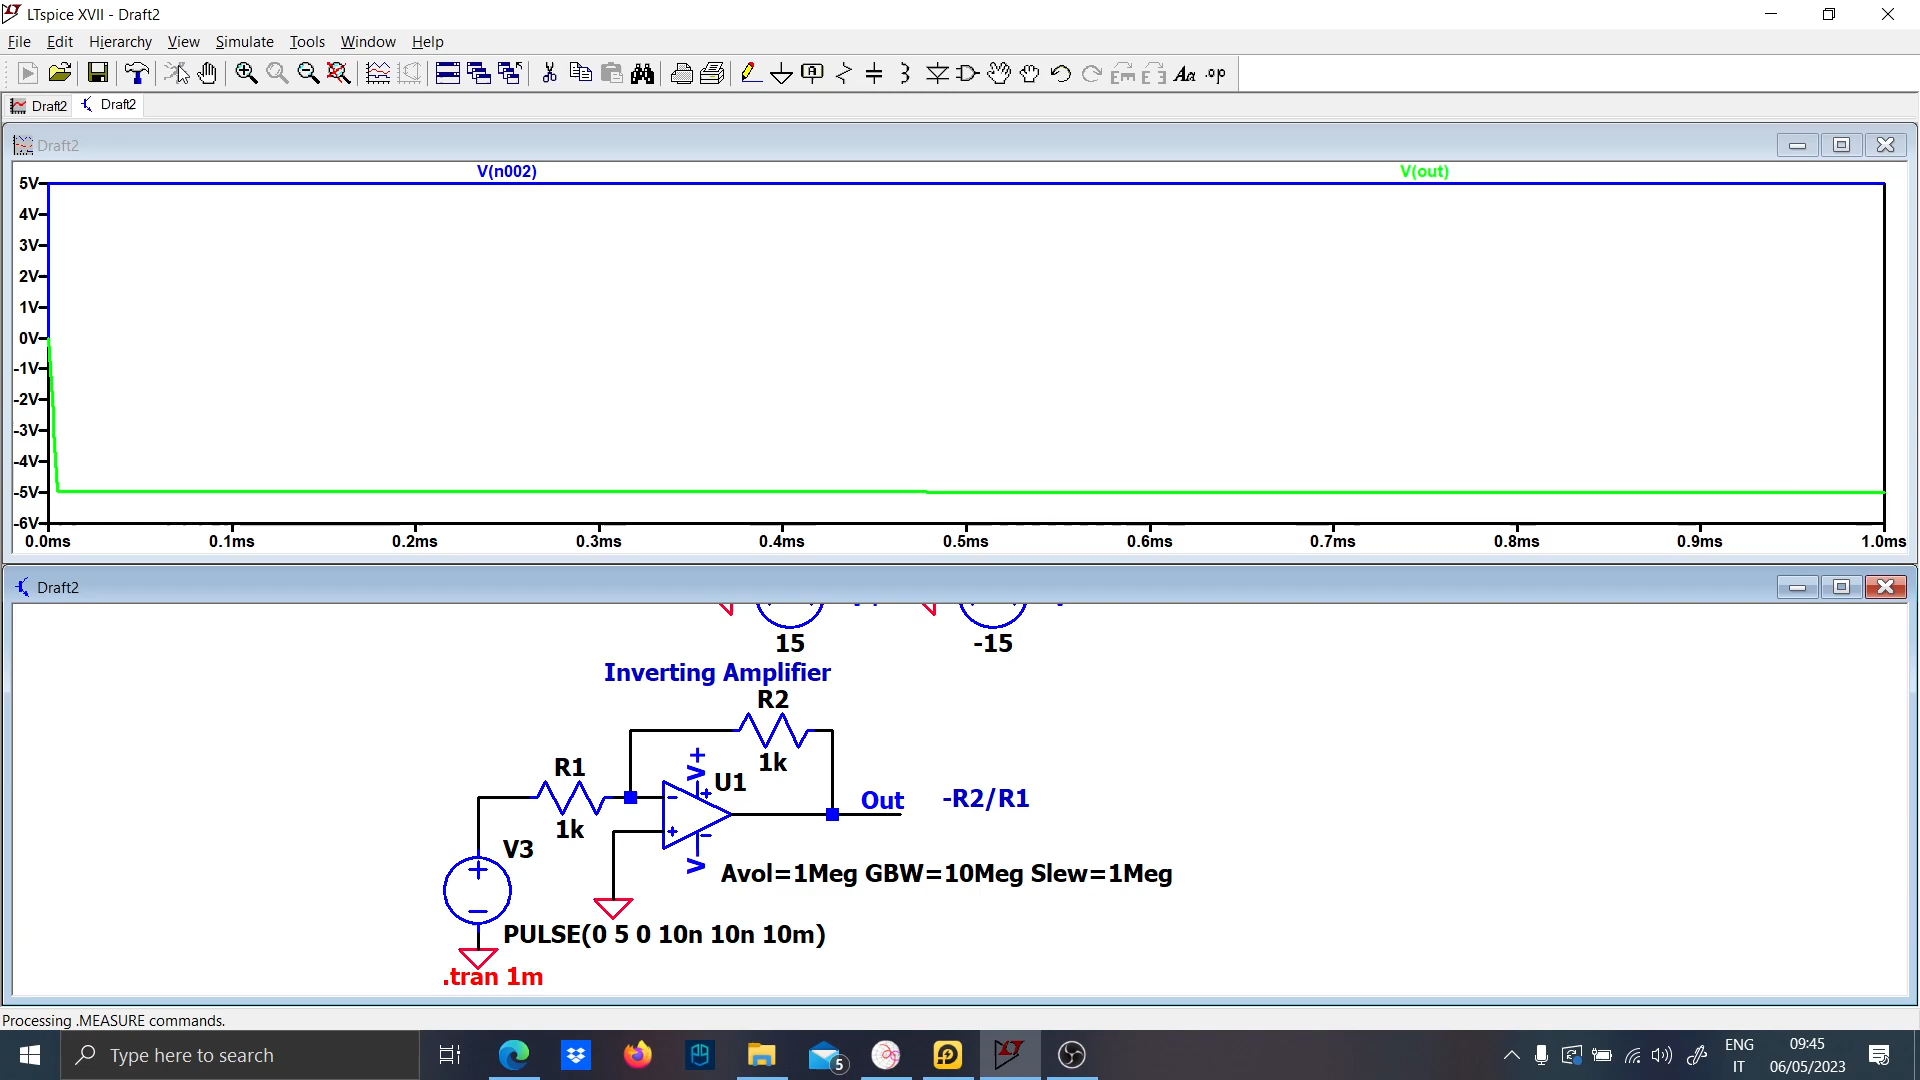 LTspice XVII - Draft2
File Edit Hierarchy View Simulate Tools Window Help
Aa .op
Draft2 Draft2
Draft2
V(n002) V(out)
5V
4V
3V
2V
1V
0V
-1V
-2V
-3V
-4V
-5V
-6V
0.0ms 0.1ms 0.2ms 0.3ms 0.4ms 0.5ms 0.6ms 0.7ms 0.8ms 0.9ms 1.0ms
Draft2
15 -15
Inverting Amplifier
R2
1k
R1
1k
V+
U1
V
Out -R2/R1
V3
Avol=1Meg GBW=10Meg Slew=1Meg
PULSE(0 5 0 10n 10n 10m)
.tran 1m
Processing .MEASURE commands.
Type here to search
5
ENG
IT
09:45
06/05/2023